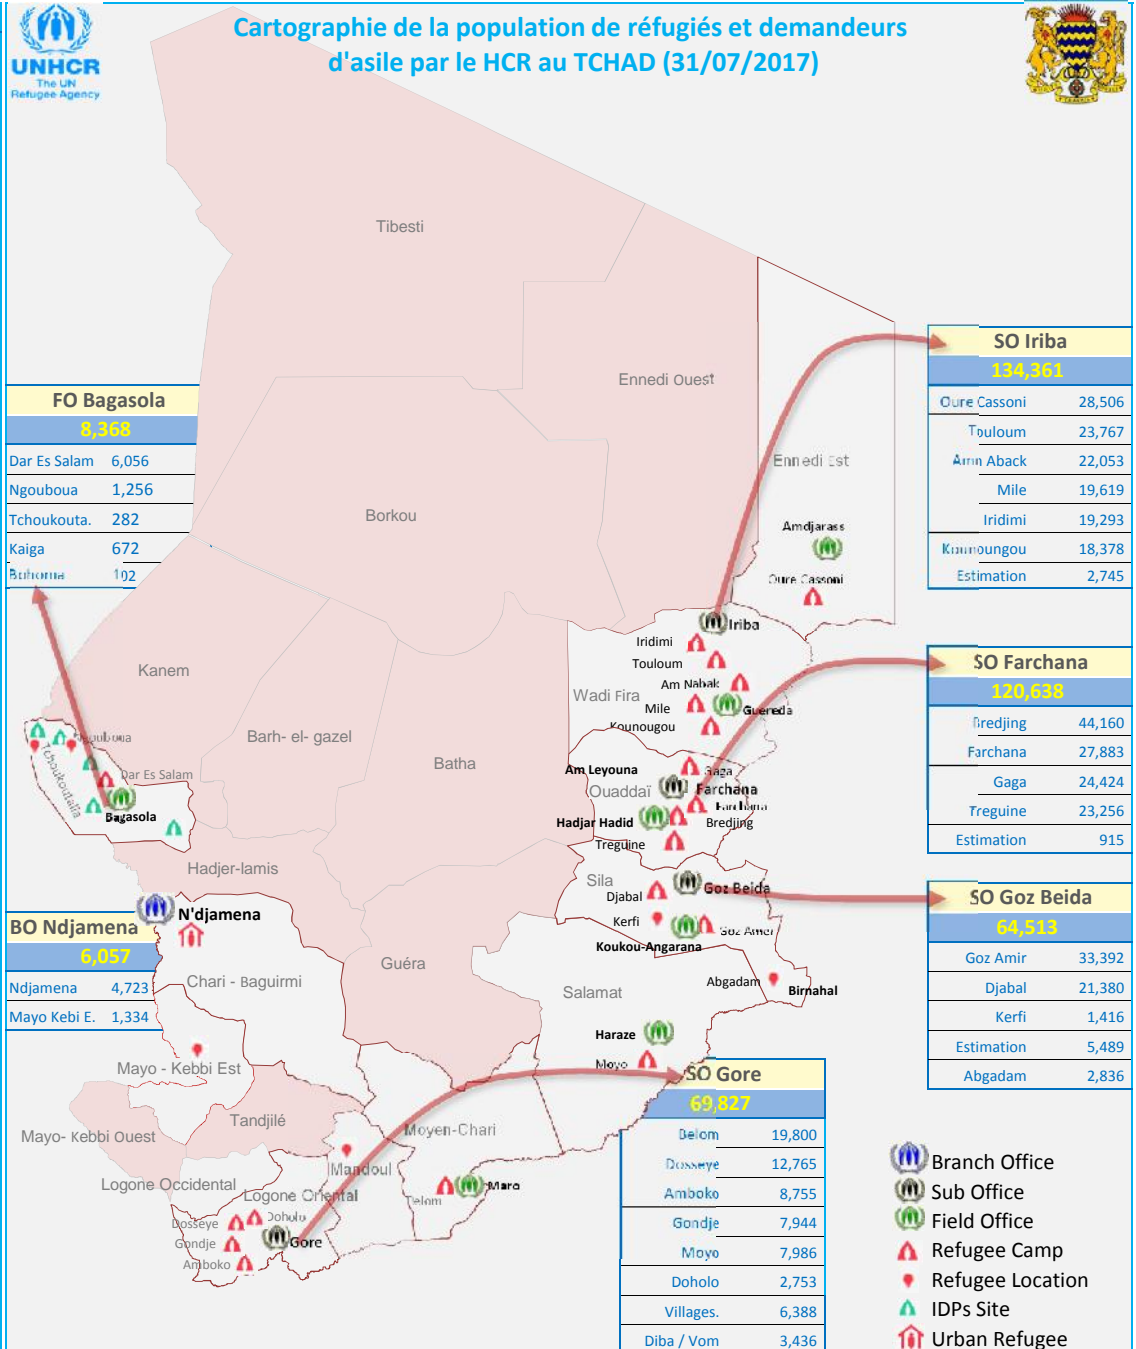 UNHCR
The UN
Refugee Agency
Cartographie de la population de réfugiés et demandeurs
d'asile par le HCR au TCHAD (31/07/2017)
Tibesti
Ennedi Ouest
Ennedi Est
Borkou
Amdjarass
Oure Cassoni
SO Iriba
134,361
Oure Cassoni 28,506
Touloum 23,767
Amn Aback 22,053
Mile 19,619
Iridimi 19,293
Kounoungou 18,378
Estimation 2,745
FO Bagasola
8,368
Dar Es Salam 6,056
Ngouboua 1,256
Tchoukouta. 282
Kaiga 672
Bohoma 102
Iriba
Iridimi
Touloum
Am Nabak
Wadi Fira
Mile
Guereda
Kounougou
Kanem
Barh- el- gazel
Batha
Ngouboua
Tchoukoutalia
Dar Es Salam
Bagasola
Am Leyouna
Gaga
Ouaddaï
Farchana
Farchana
Hadjar Hadid
Bredjing
Treguine
SO Farchana
120,638
Bredjing 44,160
Farchana 27,883
Gaga 24,424
Treguine 23,256
Estimation 915
Hadjer-lamis
Sila
Goz Beida
Djabal
Kerfi
Goz Amer
Koukou-Angarana
SO Goz Beida
64,513
Goz Amir 33,392
Djabal 21,380
Kerfi 1,416
Estimation 5,489
Abgadam 2,836
N'djamena
BO Ndjamena
6,057
Ndjamena 4,723
Mayo Kebi E. 1,334
Chari - Baguirmi
Guéra
Salamat
Abgadam
Birnahal
Haraze
Moyo
Mayo - Kebbi Est
Mayo- Kebbi Ouest
Tandjilé
Moyen-Chari
Mandoul
Logone Occidental
Logone Oriental
Maro
Belom
Dosseye
Doholo
Gondje
Gore
Amboko
SO Gore
69,827
Belom 19,800
Dosseye 12,765
Amboko 8,755
Gondje 7,944
Moyo 7,986
Doholo 2,753
Villages. 6,388
Diba / Vom 3,436
Branch Office
Sub Office
Field Office
Refugee Camp
Refugee Location
IDPs Site
Urban Refugee